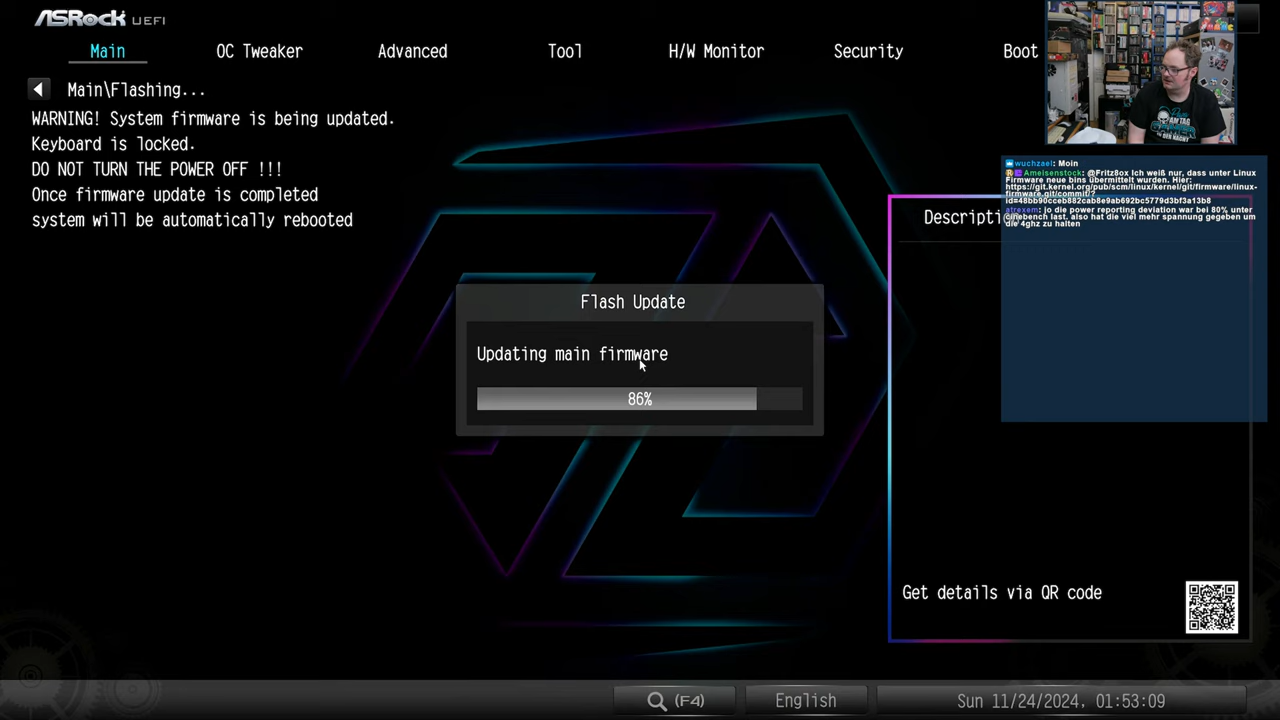 ASRock UEFI
Main
OC Tweaker
Advanced
Tool
H/W Monitor
Security
Boot
Main\Flashing...
WARNING! System firmware is being updated.
Keyboard is locked.
DO NOT TURN THE POWER OFF !!!
Once firmware update is completed
system will be automatically rebooted
wuchzael: Moin
Ameisenstock: @Fritz8ox Ich weiß nur, dass unter Linux
Firmware neue bins übermittelt wurden. Hier:
https://git.kernel.org/pub/scm/linux/kernel/git/firmware/linux-
firmware.git/commit/?
id=48bb90cceb882cab8e9ab692bc5779d3bf3a13b8
atrexem: jo die power reporting deviation war bei 80% unter
cinebench last. also hat die viel mehr spannung gegeben um
die 4ghz zu halten
Descripti
Flash Update
Updating main firmware
86%
Get details via QR code
(F4)
English
Sun 11/24/2024, 01:53:09